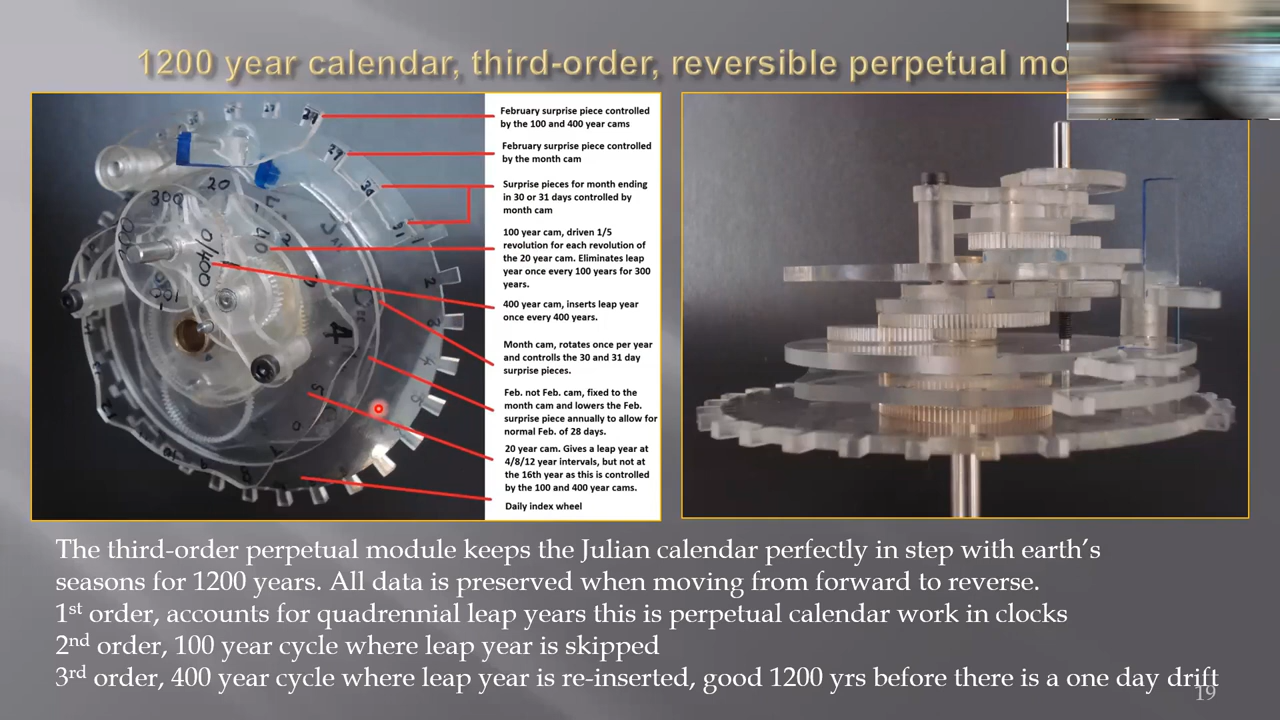 1200 year calendar, third-order, reversible perpetual mo
February surprise piece controlled
by the 100 and 400 year cams
February surprise piece controlled
by the month cam
Surprise pieces for month ending
in 30 or 31 days controlled by
month cam
100 year cam, driven 1/5
revolution for each revolution of
the 20 year cam. Eliminates leap
year once every 100 years for 300
years.
400 year cam, inserts leap year
once every 400 years.
Month cam, rotates once per year
and controlls the 30 and 31 day
surprise pieces.
Feb. not Feb. cam, fixed to the
month cam and lowers the Feb.
surprise piece annually to allow for
normal Feb. of 28 days.
20 year cam. Gives a leap year at
4/8/12 year intervals, but not at
the 16th year as this is controlled
by the 100 and 400 year cams.
Daily index wheel
29
29
30
31
1
2
20
300
0/400
The third-order perpetual module keeps the Julian calendar perfectly in step with earth's
seasons for 1200 years. All data is preserved when moving from forward to reverse.
1st order, accounts for quadrennial leap years this is perpetual calendar work in clocks
2nd order, 100 year cycle where leap year is skipped
3rd order, 400 year cycle where leap year is re-inserted, good 1200 yrs before there is a one day drift
19